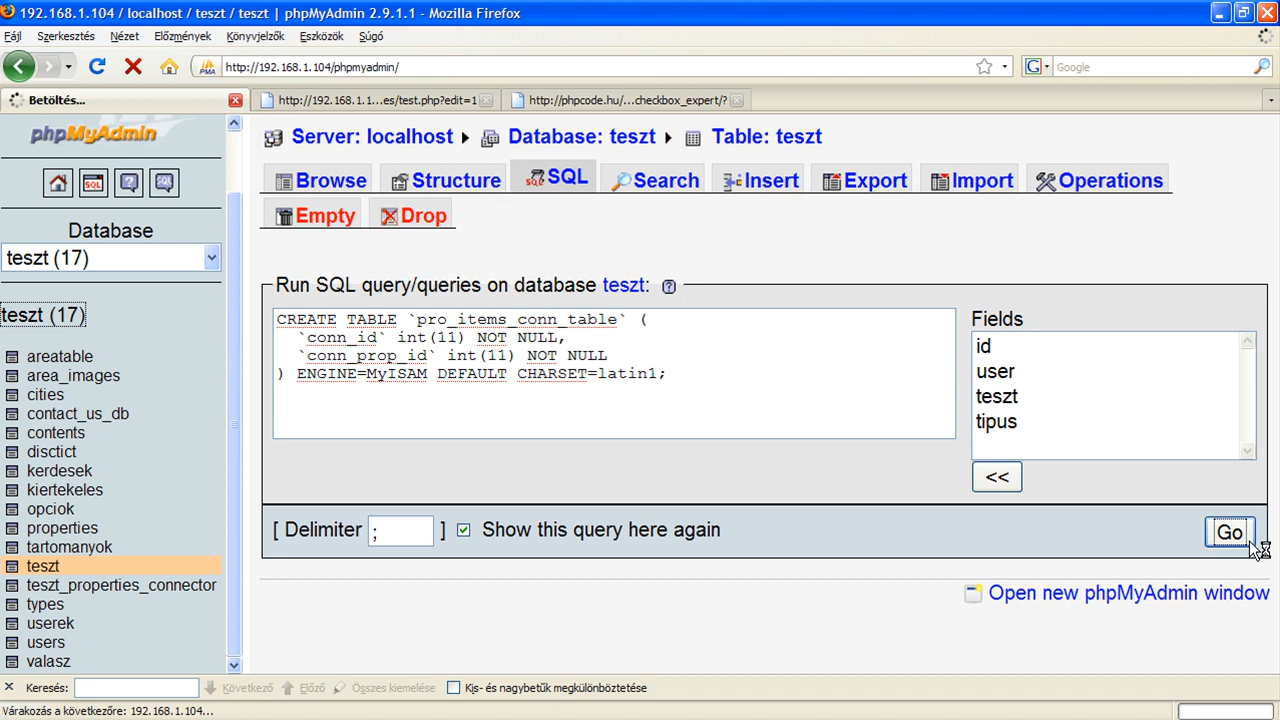 192.168.1.104 / localhost / teszt / teszt | phpMyAdmin 2.9.1.1 - Mozilla Firefox
Fájl Szerkesztés Nézet Előzmények Könyvjelzők Eszközök Súgó
PMA http://192.168.1.104/phpmyadmin/ G Google
Betöltés... http://192.168.1.1...es/test.php?edit=1 http://phpcode.hu/...checkbox_expert/?
phpMyAdmin
SQL
Database
teszt (17)
teszt (17)
areatable
area_images
cities
contact_us_db
contents
disctict
kerdesek
kiertekeles
opciok
properties
tartomanyok
teszt
teszt_properties_connector
types
userek
users
valasz
Server: localhost Database: teszt Table: teszt
Browse Structure SQL Search Insert Export Import Operations
Empty Drop
Run SQL query/queries on database teszt:
CREATE TABLE `pro_items_conn_table` (
`conn_id` int(11) NOT NULL,
`conn_prop_id` int(11) NOT NULL
) ENGINE=MyISAM DEFAULT CHARSET=latin1;
Fields
id
user
teszt
tipus
<<
[ Delimiter ; ] Show this query here again
Go
Open new phpMyAdmin window
Keresés: Következő Előző Összes kiemelése Kis- és nagybetűk megkülönböztetése
Várakozás a következőre: 192.168.1.104...